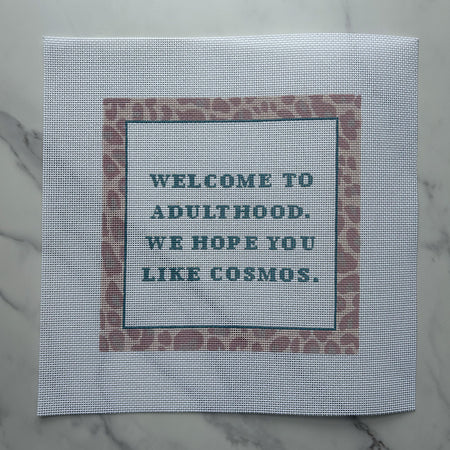 WELCOME TO
ADULTHOOD.
WE HOPE YOU
LIKE COSMOS.